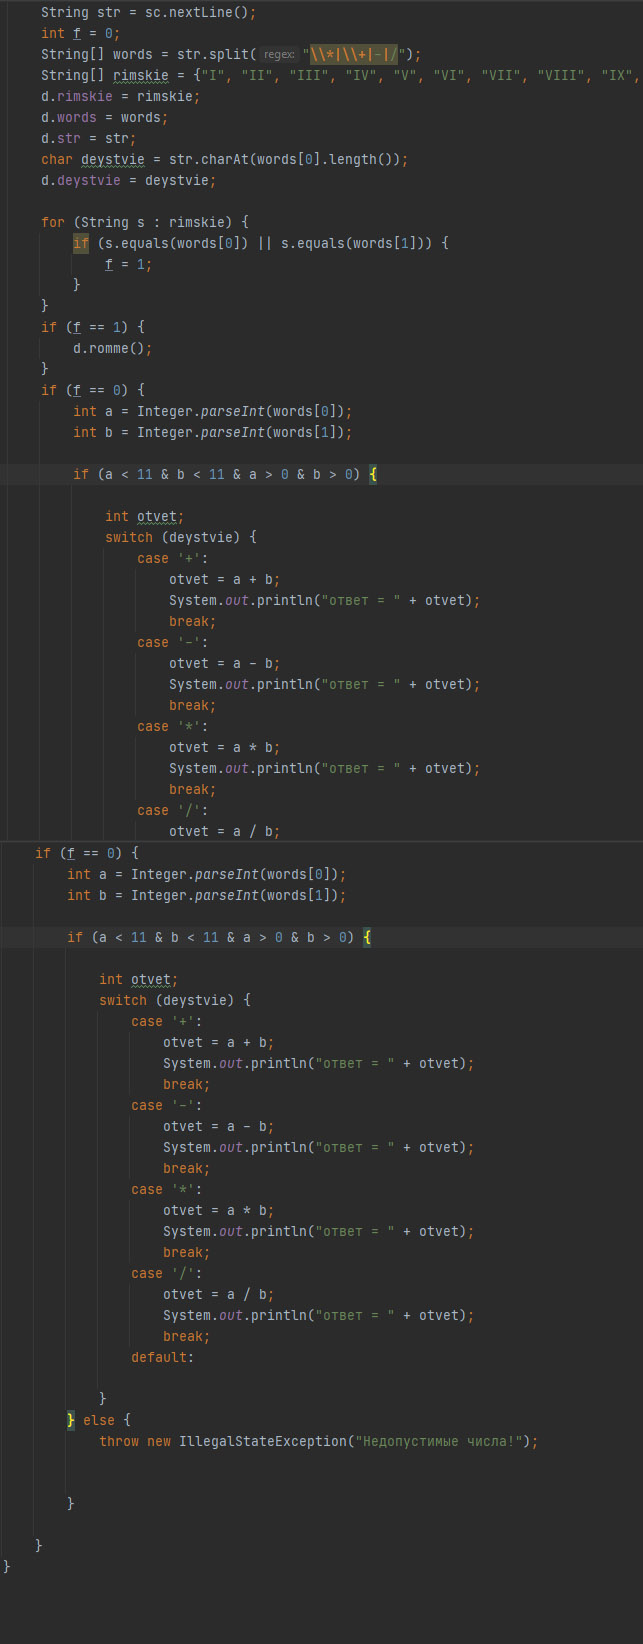 String str = sc.nextLine();
int f = 0;
String[] words = str.split( regex: "\\*|\\+|-|/");
String[] rimskie = {"I", "II", "III", "IV", "V", "VI", "VII", "VIII", "IX",
d.rimskie = rimskie;
d.words = words;
d.str = str;
char deystvie = str.charAt(words[0].length());
d.deystvie = deystvie;
for (String s : rimskie) {
if (s.equals(words[0]) || s.equals(words[1])) {
f = 1;
}
}
if (f == 1) {
d.romme();
}
if (f == 0) {
int a = Integer.parseInt(words[0]);
int b = Integer.parseInt(words[1]);
if (a < 11 & b < 11 & a > 0 & b > 0) {
int otvet;
switch (deystvie) {
case '+':
otvet = a + b;
System.out.println("ответ = " + otvet);
break;
case '-':
otvet = a - b;
System.out.println("ответ = " + otvet);
break;
case '*':
otvet = a * b;
System.out.println("ответ = " + otvet);
break;
case '/':
otvet = a / b;
if (f == 0) {
int a = Integer.parseInt(words[0]);
int b = Integer.parseInt(words[1]);
if (a < 11 & b < 11 & a > 0 & b > 0) {
int otvet;
switch (deystvie) {
case '+':
otvet = a + b;
System.out.println("ответ = " + otvet);
break;
case '-':
otvet = a - b;
System.out.println("ответ = " + otvet);
break;
case '*':
otvet = a * b;
System.out.println("ответ = " + otvet);
break;
case '/':
otvet = a / b;
System.out.println("ответ = " + otvet);
break;
default:
}
} else {
throw new IllegalStateException("Недопустимые числа!");
}
}
}